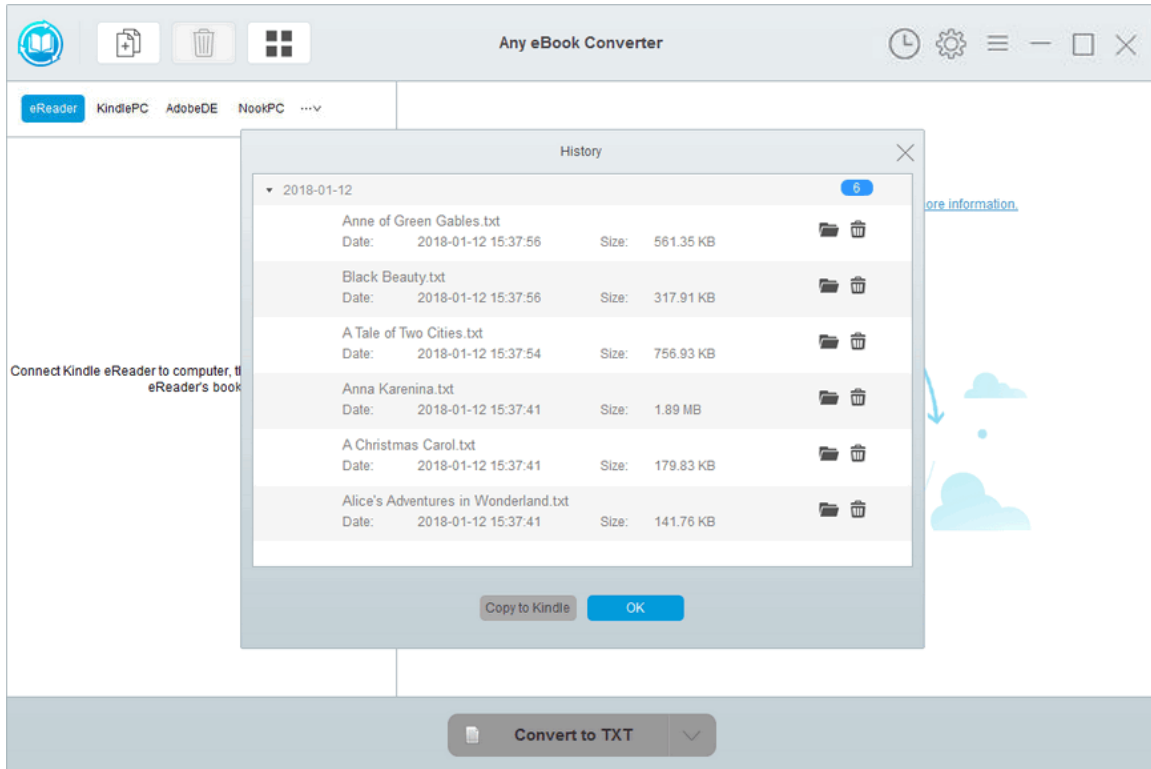 Any eBook Converter
eReader KindlePC AdobeDE NookPC ...
History
2018-01-12 6
Anne of Green Gables.txt
Date: 2018-01-12 15:37:56 Size: 561.35 KB
Black Beauty.txt
Date: 2018-01-12 15:37:56 Size: 317.91 KB
A Tale of Two Cities.txt
Date: 2018-01-12 15:37:54 Size: 756.93 KB
Anna Karenina.txt
Date: 2018-01-12 15:37:41 Size: 1.89 MB
A Christmas Carol.txt
Date: 2018-01-12 15:37:41 Size: 179.83 KB
Alice's Adventures in Wonderland.txt
Date: 2018-01-12 15:37:41 Size: 141.76 KB
Copy to Kindle OK
ore information.
Connect Kindle eReader to computer, t
eReader's book
Convert to TXT